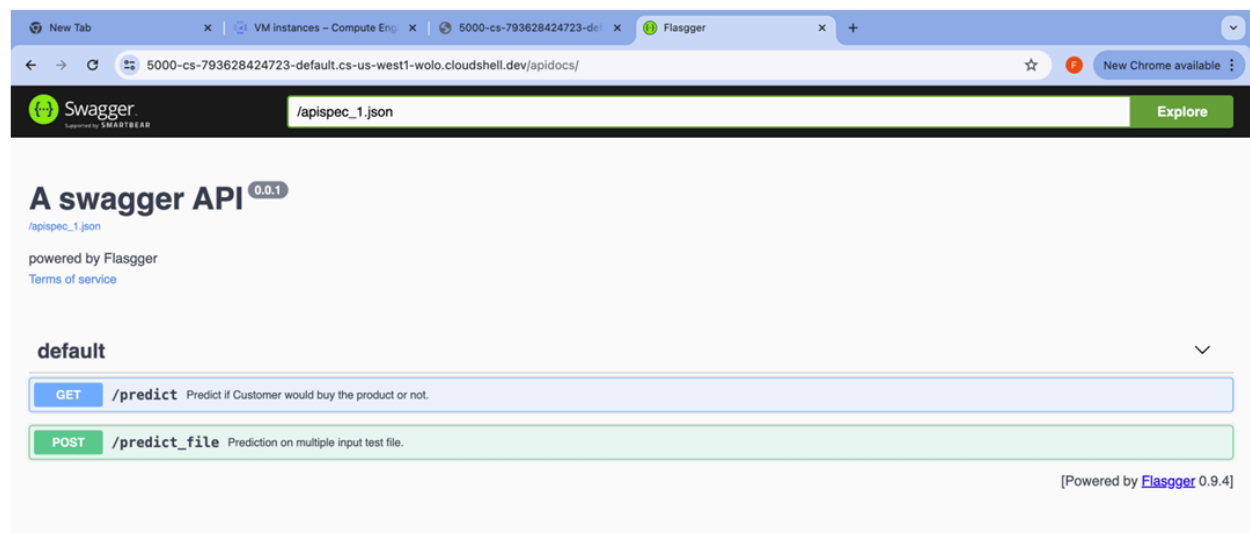 New Tab
VM instances – Compute Eng
5000-cs-793628424723-def
Flasgger
5000-cs-793628424723-default.cs-us-west1-wolo.cloudshell.dev/apidocs/
F
New Chrome available
Swagger.
Supported by SMARTBEAR
/apispec_1.json
Explore
A swagger API 0.0.1
/apispec_1.json
powered by Flasgger
Terms of service
default
GET /predict Predict if Customer would buy the product or not.
POST /predict_file Prediction on multiple input test file.
[Powered by Flasgger 0.9.4]